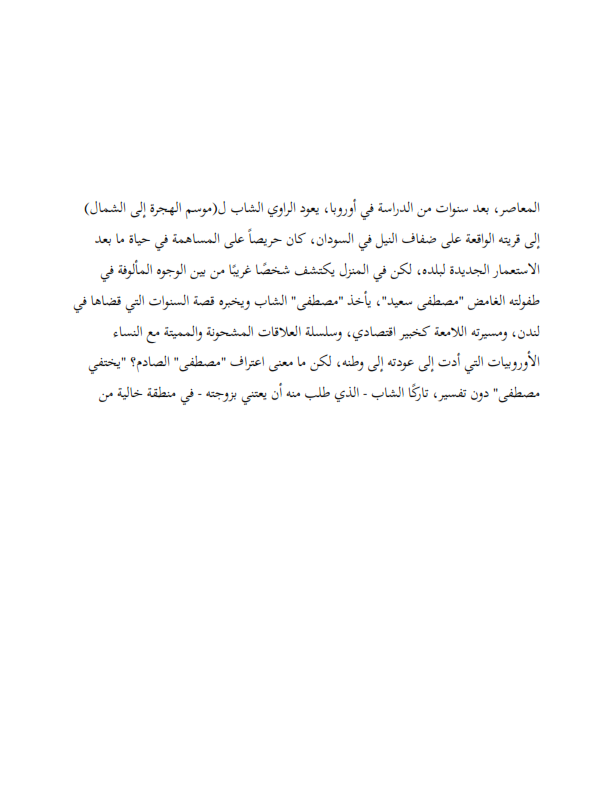 المعاصر، بعد سنوات من الدراسة في أوروبا، يعود الراوي الشاب ل(موسم الهجرة إلى الشمال)
إلى قريته الواقعة على ضفاف النيل في السودان، كان حريصاً على المساهمة في حياة ما بعد
الاستعمار الجديدة لبلده، لكن في المنزل يكتشف شخصًا غريبًا من بين الوجوه المألوفة في
طفولته الغامض "مصطفى سعيد"، يأخذ "مصطفى" الشاب ويخبره قصة السنوات التي قضاها في
لندن، ومسيرته اللامعة كخبير اقتصادي، وسلسلة العلاقات المشحونة والمميتة مع النساء
الأوروبيات التي أدت إلى عودته إلى وطنه، لكن ما معنى اعتراف "مصطفى" الصادم؟ "يختفي
مصطفى" دون تفسير، تاركًا الشاب - الذي طلب منه أن يعتني بزوجته - في منطقة خالية من